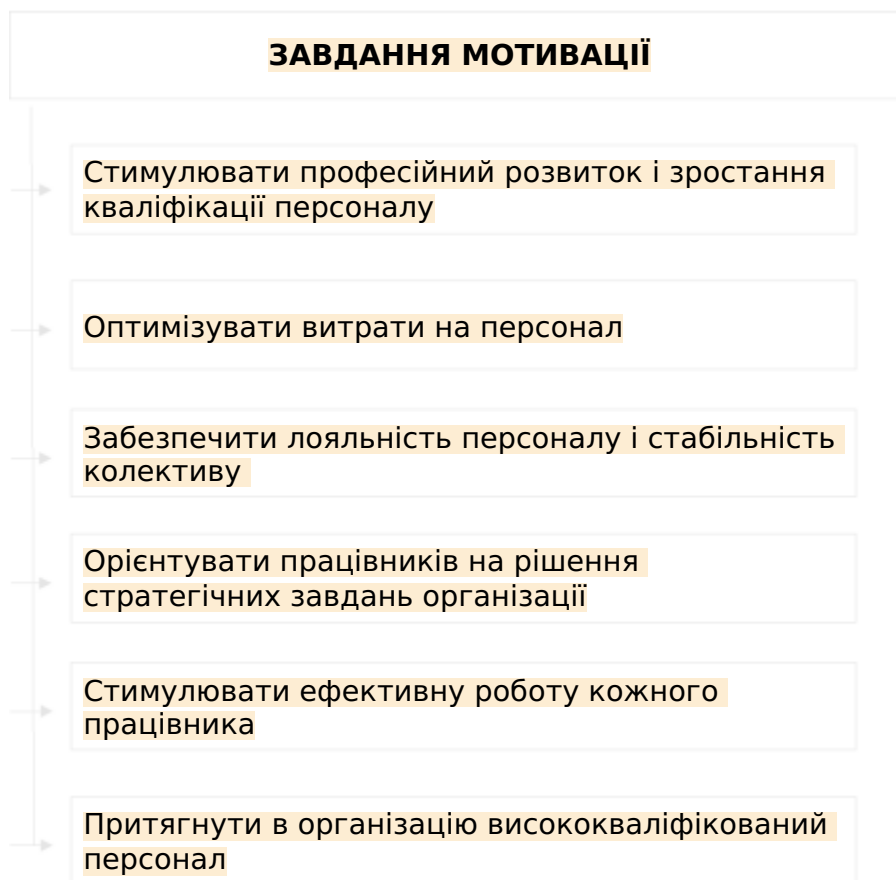 ЗАВДАННЯ МОТИВАЦІЇ
Стимулювати професійний розвиток і зростання
кваліфікації персоналу
Оптимізувати витрати на персонал
Забезпечити лояльність персоналу і стабільність
колективу
Орієнтувати працівників на рішення
стратегічних завдань організації
Стимулювати ефективну роботу кожного
працівника
Притягнути в організацію висококваліфікований
персонал